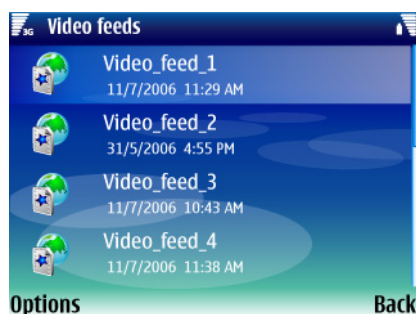 3G Video feeds
Video_feed_1
11/7/2006 11:29 AM
Video_feed_2
31/5/2006 4:55 PM
Video_feed_3
11/7/2006 10:43 AM
Video_feed_4
11/7/2006 11:38 AM
Options Back